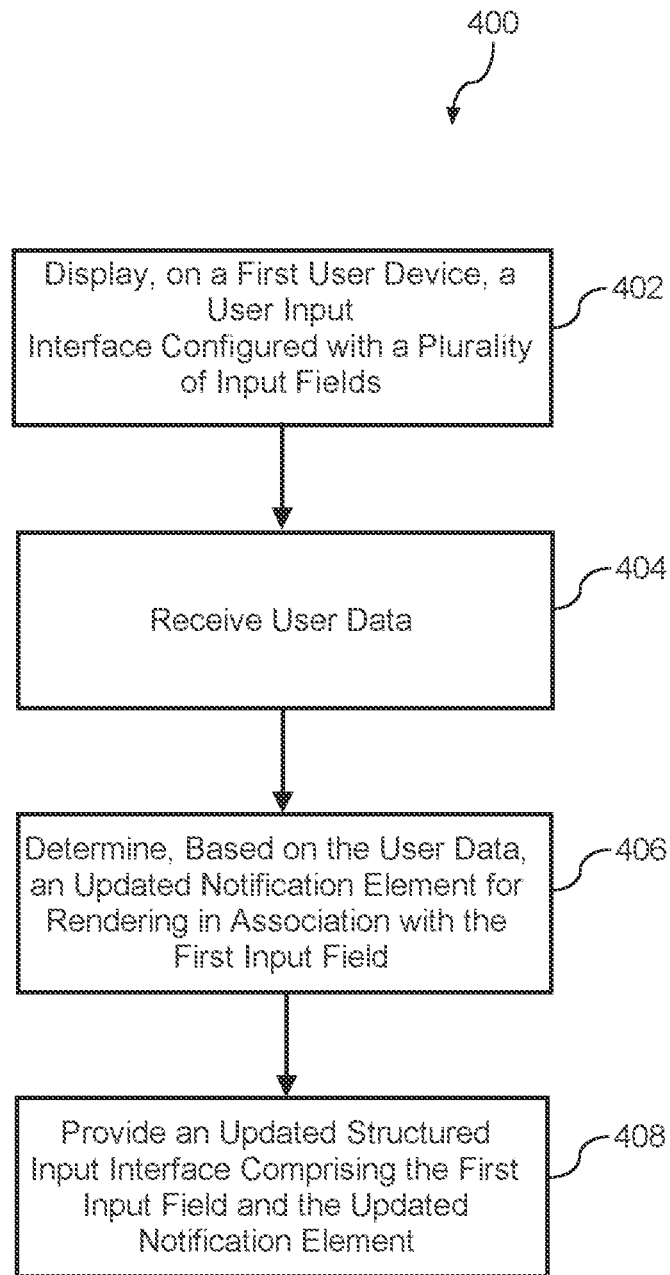 400
Display, on a First User Device, a
User Input
Interface Configured with a Plurality
of Input Fields
402
Receive User Data
404
Determine, Based on the User Data,
an Updated Notification Element for
Rendering in Association with the
First Input Field
406
Provide an Updated Structured
Input Interface Comprising the First
Input Field and the Updated
Notification Element
408